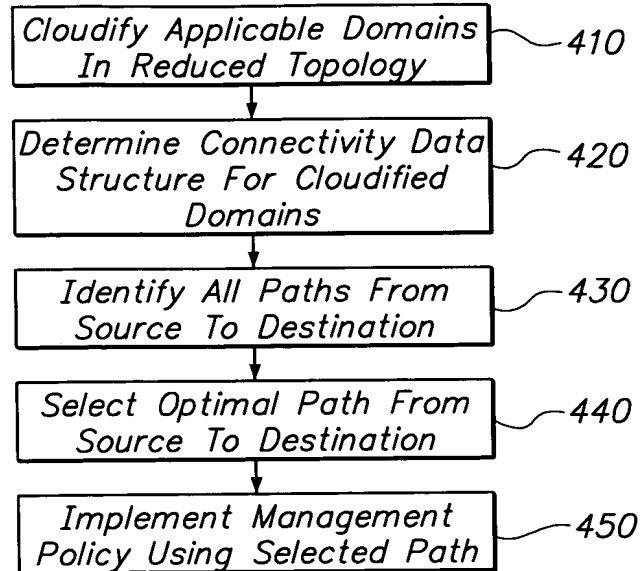 Cloudify Applicable Domains
In Reduced Topology
410
Determine Connectivity Data
Structure For Cloudified
Domains
420
Identify All Paths From
Source To Destination
430
Select Optimal Path From
Source To Destination
440
Implement Management
Policy Using Selected Path
450